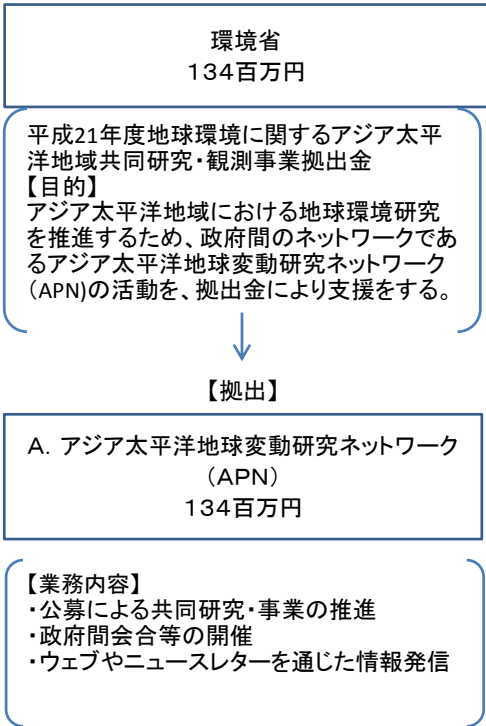 環境省
134百万円
平成21年度地球環境に関するアジア太平
洋地域共同研究・観測事業拠出金
【目的】
アジア太平洋地域における地球環境研究
を推進するため、政府間のネットワークであ
るアジア太平洋地球変動研究ネットワーク
(APN)の活動を、拠出金により支援をする。
【拠出】
A. アジア太平洋地球変動研究ネットワーク
(APN)
134百万円
【業務内容】
・公募による共同研究・事業の推進
・政府間会合等の開催
・ウェブやニュースレターを通じた情報発信